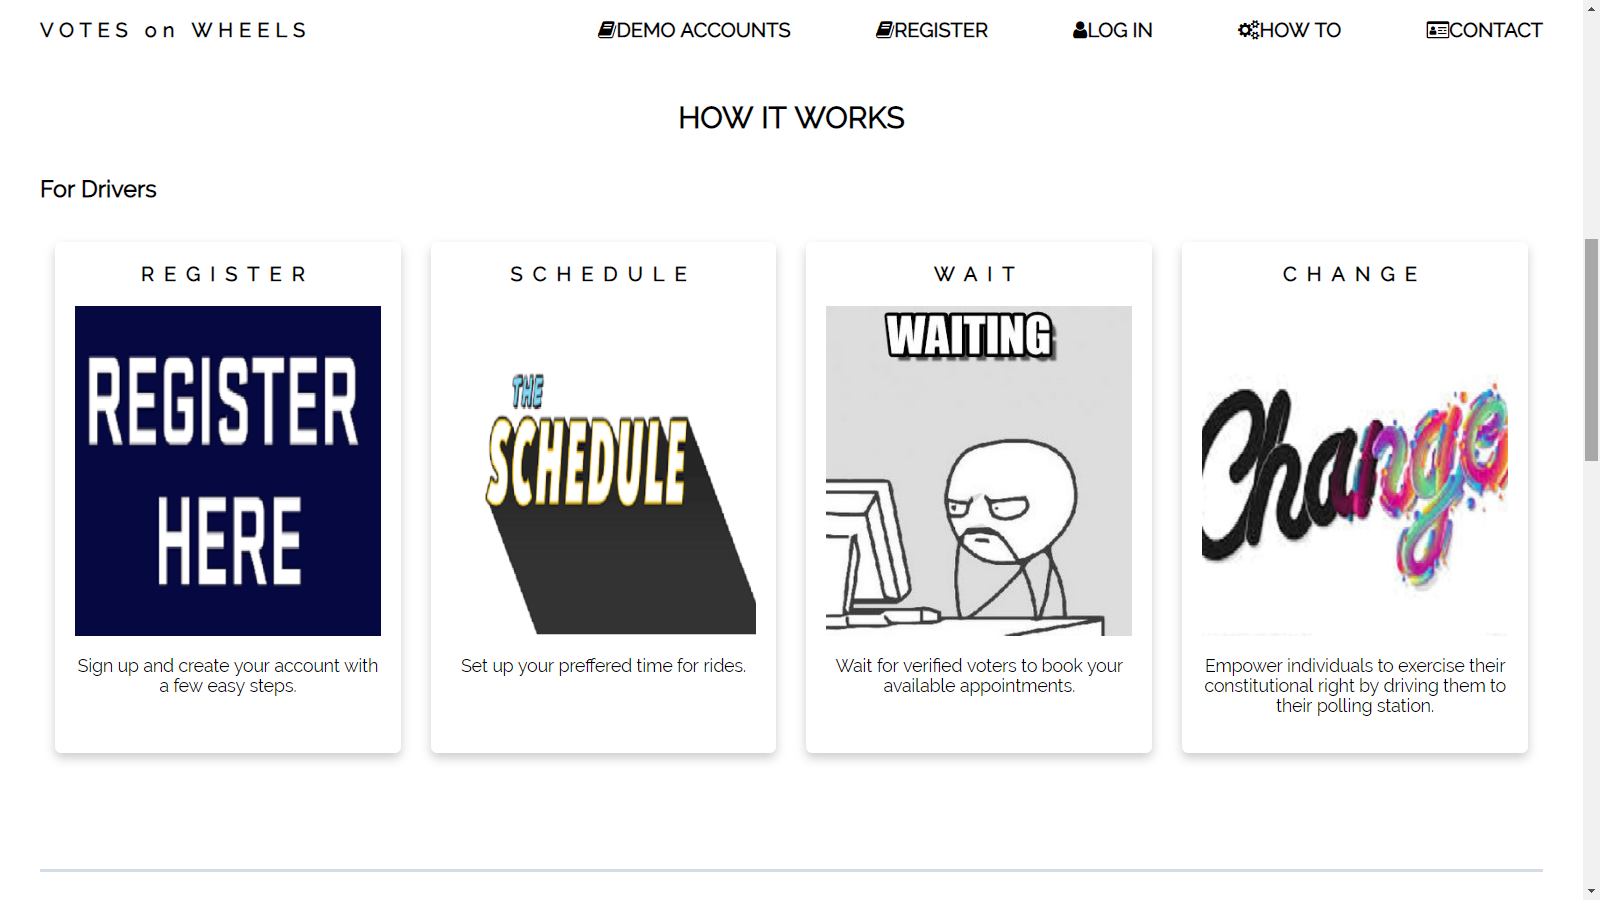 VOTES on WHEELS
DEMO ACCOUNTS
REGISTER
LOG IN
HOW TO
CONTACT
HOW IT WORKS
For Drivers
REGISTER
REGISTER
HERE
Sign up and create your account with
a few easy steps.
SCHEDULE
THE
SCHEDULE
Set up your preffered time for rides.
WAIT
WAITING
Wait for verified voters to book your
available appointments.
CHANGE
Change
Empower individuals to exercise their
constitutional right by driving them to
their polling station.